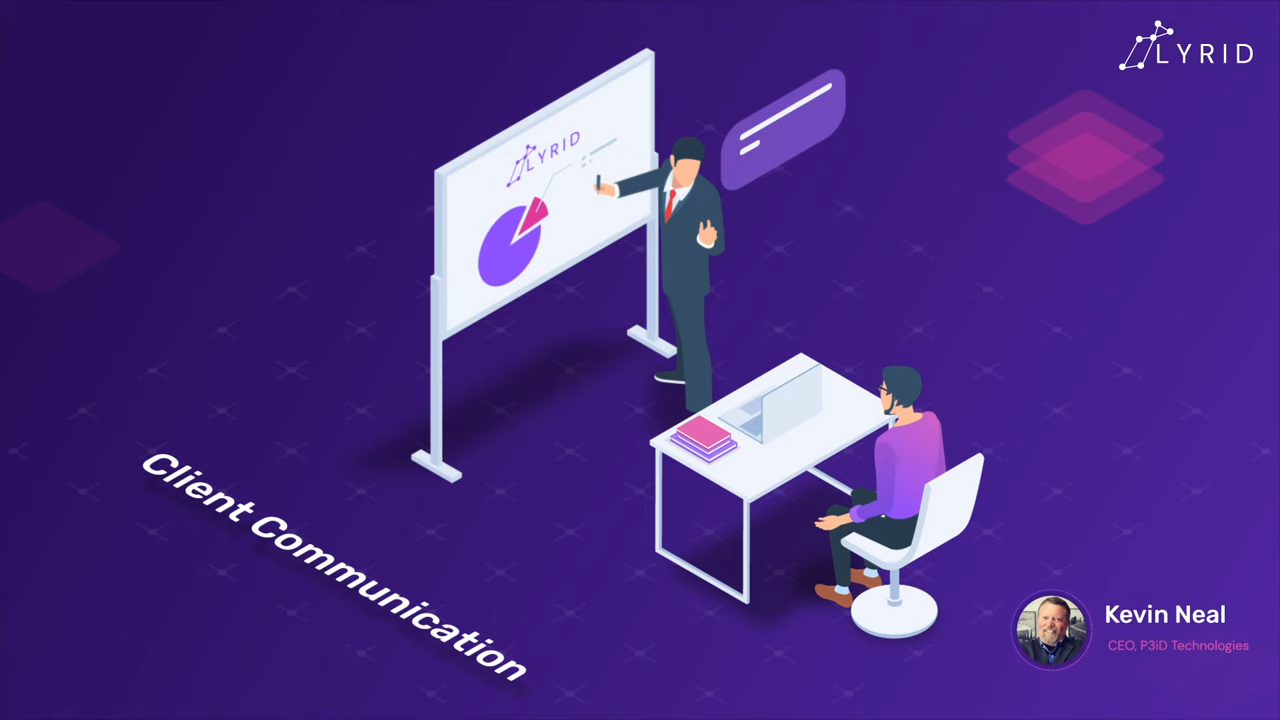 LYRID
LYRID
Client Communication
Kevin Neal
CEO, P3iD Technologies